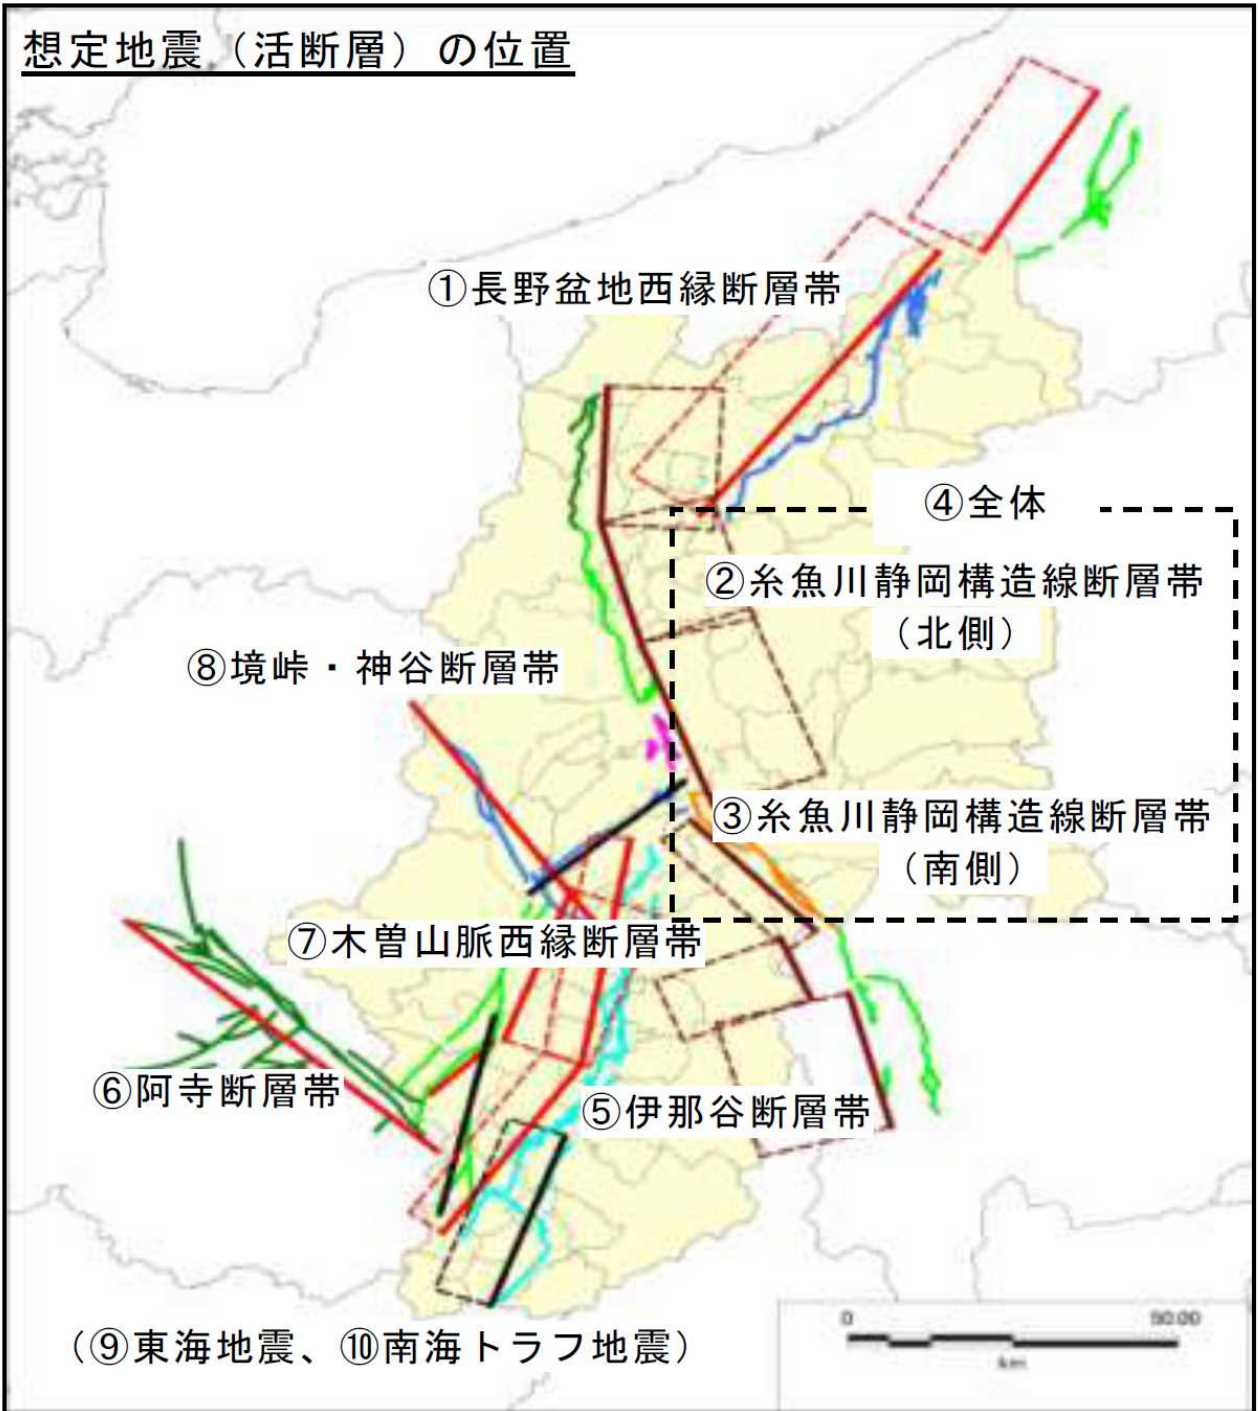 想定地震（活断層）の位置
①長野盆地西縁断層帯
④全体
②糸魚川静岡構造線断層帯
（北側）
⑧境峠・神谷断層帯
③糸魚川静岡構造線断層帯
（南側）
⑦木曽山脈西縁断層帯
⑥阿寺断層帯
⑤伊那谷断層帯
（⑨東海地震、⑩南海トラフ地震）
0 50.00
km